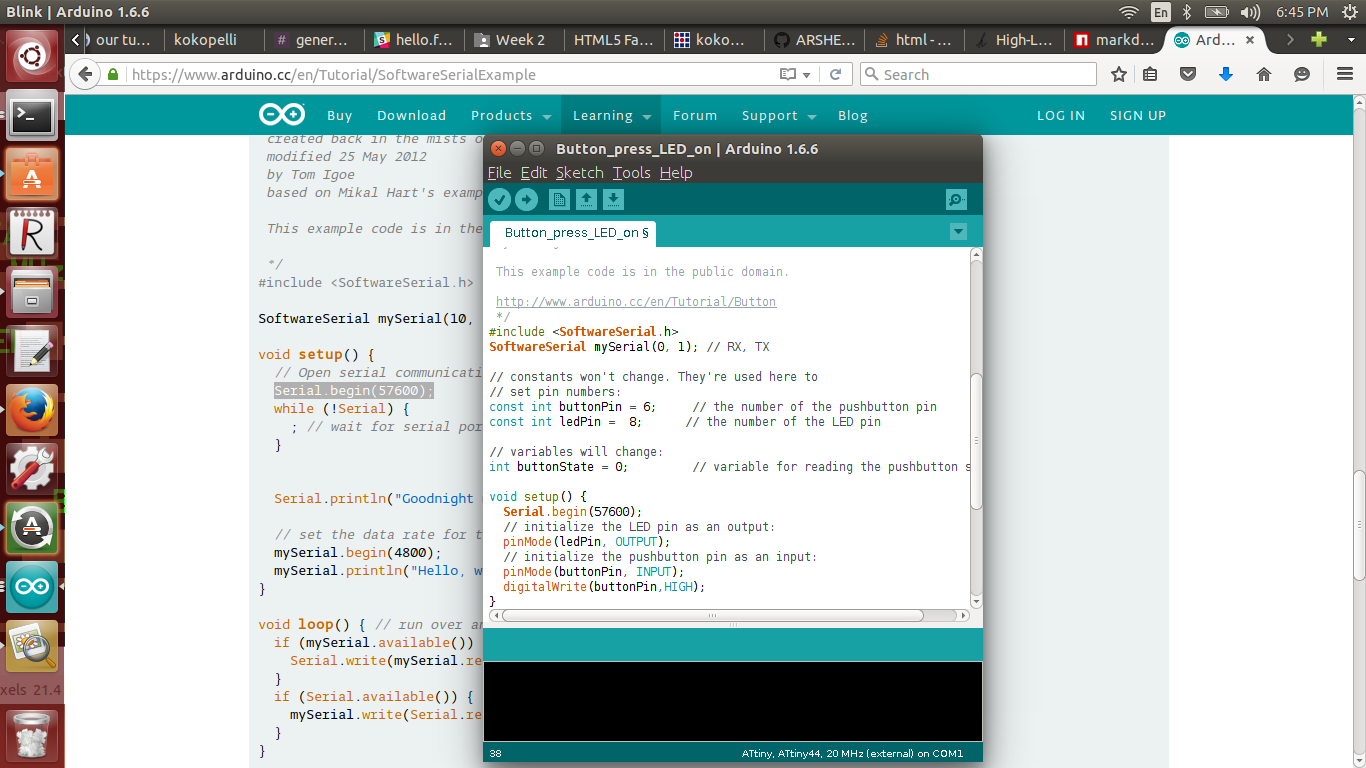 Blink | Arduino 1.6.6
En
6:45 PM
our tu...
kokopelli
# gener...
hello.f...
Week 2
HTML5 Fa...
koko...
ARSHE...
html - ...
High-L...
markd...
Ard...
https://www.arduino.cc/en/Tutorial/SoftwareSerialExample
Search
Buy
Download
Products
Learning
Forum
Support
Blog
LOG IN
SIGN UP
created back in the mists o
modified 25 May 2012
by Tom Igoe
based on Mikal Hart's examp
This example code is in the
*/
#include <SoftwareSerial.h>
SoftwareSerial mySerial(10,
void setup() {
// Open serial communicati
Serial.begin(57600);
while (!Serial) {
; // wait for serial por
}
Serial.println("Goodnight
// set the data rate for t
mySerial.begin(4800);
mySerial.println("Hello, w
}
void loop() { // run over an
if (mySerial.available())
Serial.write(mySerial.re
}
if (Serial.available()) {
mySerial.write(Serial.re
}
}
Button_press_LED_on | Arduino 1.6.6
File Edit Sketch Tools Help
Button_press_LED_on §
This example code is in the public domain.
http://www.arduino.cc/en/Tutorial/Button
*/
#include <SoftwareSerial.h>
SoftwareSerial mySerial(0, 1); // RX, TX
// constants won't change. They're used here to
// set pin numbers:
const int buttonPin = 6;     // the number of the pushbutton pin
const int ledPin =  8;      // the number of the LED pin
// variables will change:
int buttonState = 0;         // variable for reading the pushbutton s
void setup() {
Serial.begin(57600);
// initialize the LED pin as an output:
pinMode(ledPin, OUTPUT);
// initialize the pushbutton pin as an input:
pinMode(buttonPin, INPUT);
digitalWrite(buttonPin,HIGH);
}
38
ATtiny, ATtiny44, 20 MHz (external) on COM1
xels 21.4